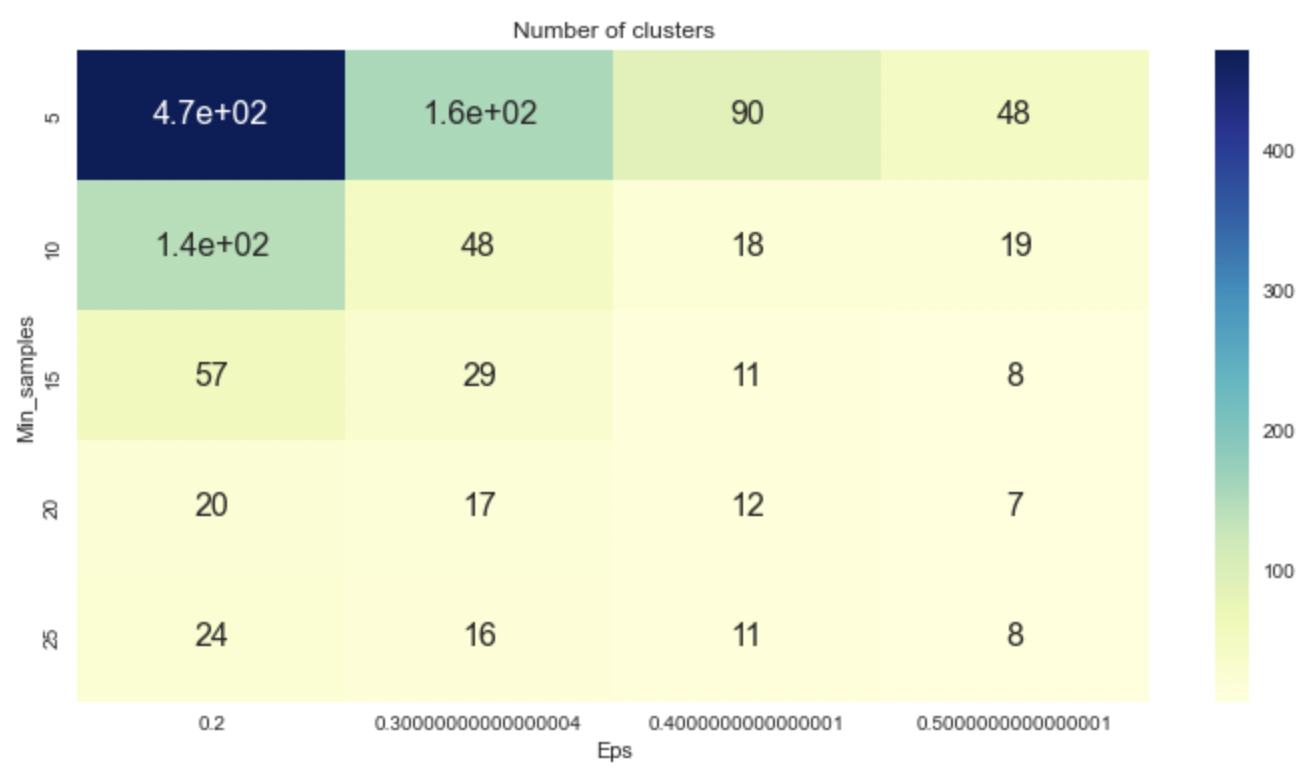 Number of clusters
5 4.7e+02 1.6e+02 90 48
400
10 1.4e+02 48 18 19
300
Min_samples
15 57 29 11 8
200
20 20 17 12 7
100
25 24 16 11 8
0.2 0.30000000000000004 0.4000000000000001 0.5000000000000001
Eps